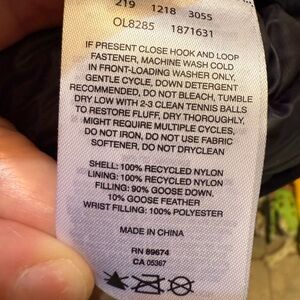 219 1218 3055
OL8285 1871631
IF PRESENT CLOSE HOOK AND LOOP
FASTENER, MACHINE WASH COLD
IN FRONT-LOADING WASHER ONLY.
GENTLE CYCLE, DOWN DETERGENT
RECOMMENDED, DO NOT BLEACH, TUMBLE
DRY LOW WITH 2-3 CLEAN TENNIS BALLS
TO RESTORE FLUFF, DRY THOROUGHLY,
MIGHT REQUIRE MULTIPLE CYCLES,
DO NOT IRON, DO NOT USE FABRIC
SOFTENER, DO NOT DRYCLEAN
SHELL: 100% RECYCLED NYLON
LINING: 100% RECYCLED NYLON
FILLING: 90% GOOSE DOWN.
10% GOOSE FEATHER
WRIST FILLING: 100% POLYESTER
MADE IN CHINA
RN 89674
CA 05367